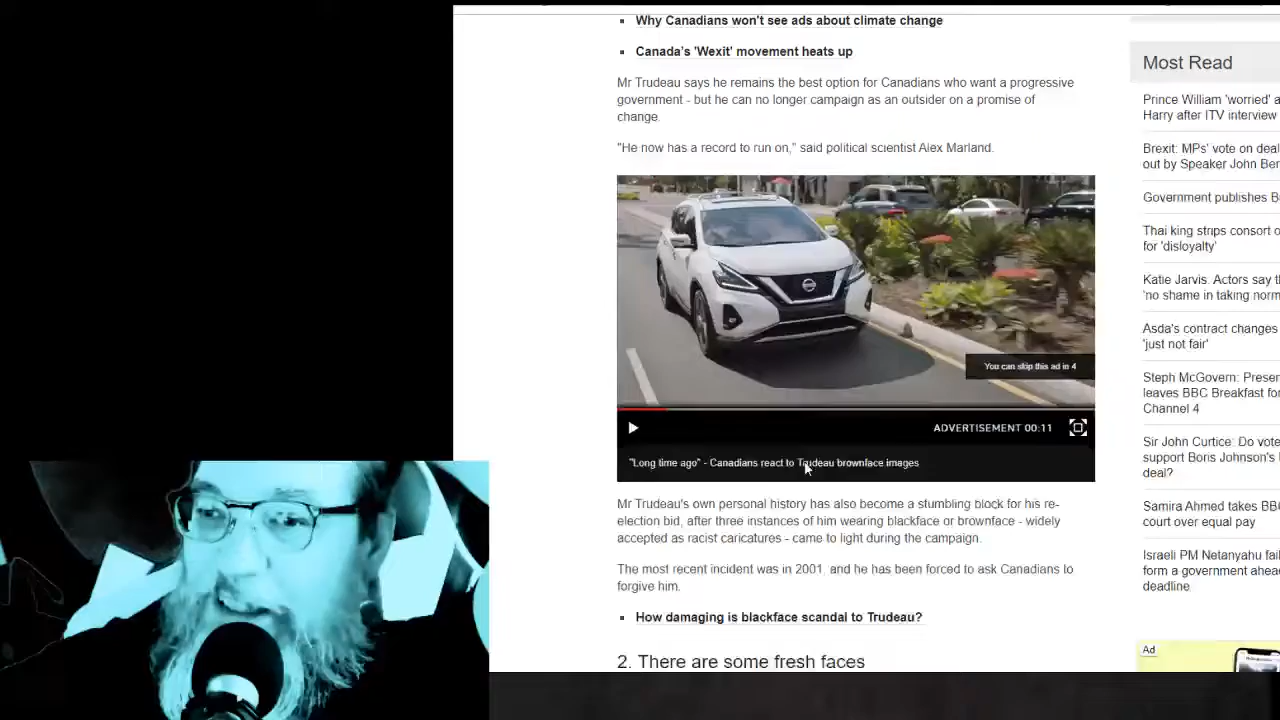 Why Canadians won't see ads about climate change
Canada's 'Wexit' movement heats up
Mr Trudeau says he remains the best option for Canadians who want a progressive
government - but he can no longer campaign as an outsider on a promise of
change.
"He now has a record to run on," said political scientist Alex Marland.
You can skip this ad in 4
ADVERTISEMENT 00:11
"Long time ago" - Canadians react to Trudeau brownface images
Mr Trudeau's own personal history has also become a stumbling block for his re-
election bid, after three instances of him wearing blackface or brownface - widely
accepted as racist caricatures - came to light during the campaign.
The most recent incident was in 2001, and he has been forced to ask Canadians to
forgive him.
How damaging is blackface scandal to Trudeau?
2. There are some fresh faces
Most Read
Prince William 'worried' a
Harry after ITV interview
Brexit: MPs' vote on deal
out by Speaker John Ber
Government publishes B
Thai king strips consort o
for 'disloyalty'
Katie Jarvis: Actors say t
'no shame in taking norm
Asda's contract changes
'just not fair'
Steph McGovern: Presen
leaves BBC Breakfast for
Channel 4
Sir John Curtice: Do vote
support Boris Johnson's
deal?
Samira Ahmed takes BB
court over equal pay
Israeli PM Netanyahu fail
form a government ahea
deadline
Ad